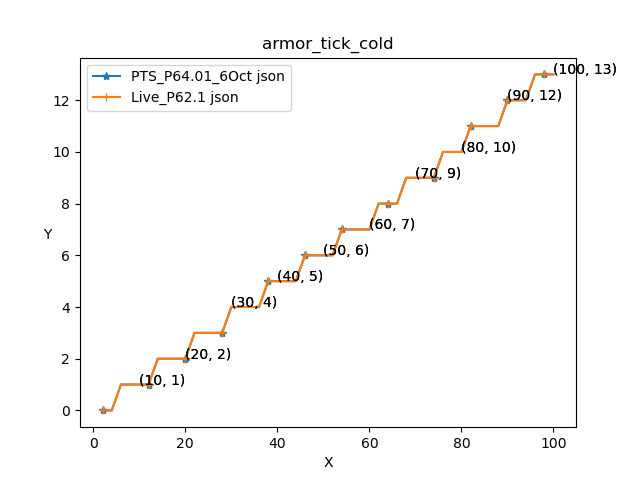 armor_tick_cold
PTS_P64.01_6Oct json
Live_P62.1 json
(100, 13)
(90, 12)
(80, 10)
(70, 9)
(60, 7)
(50, 6)
(40, 5)
(30, 4)
(20, 2)
(10, 1)
12
10
8
6
4
2
0
Y
0 20 40 60 80 100
X